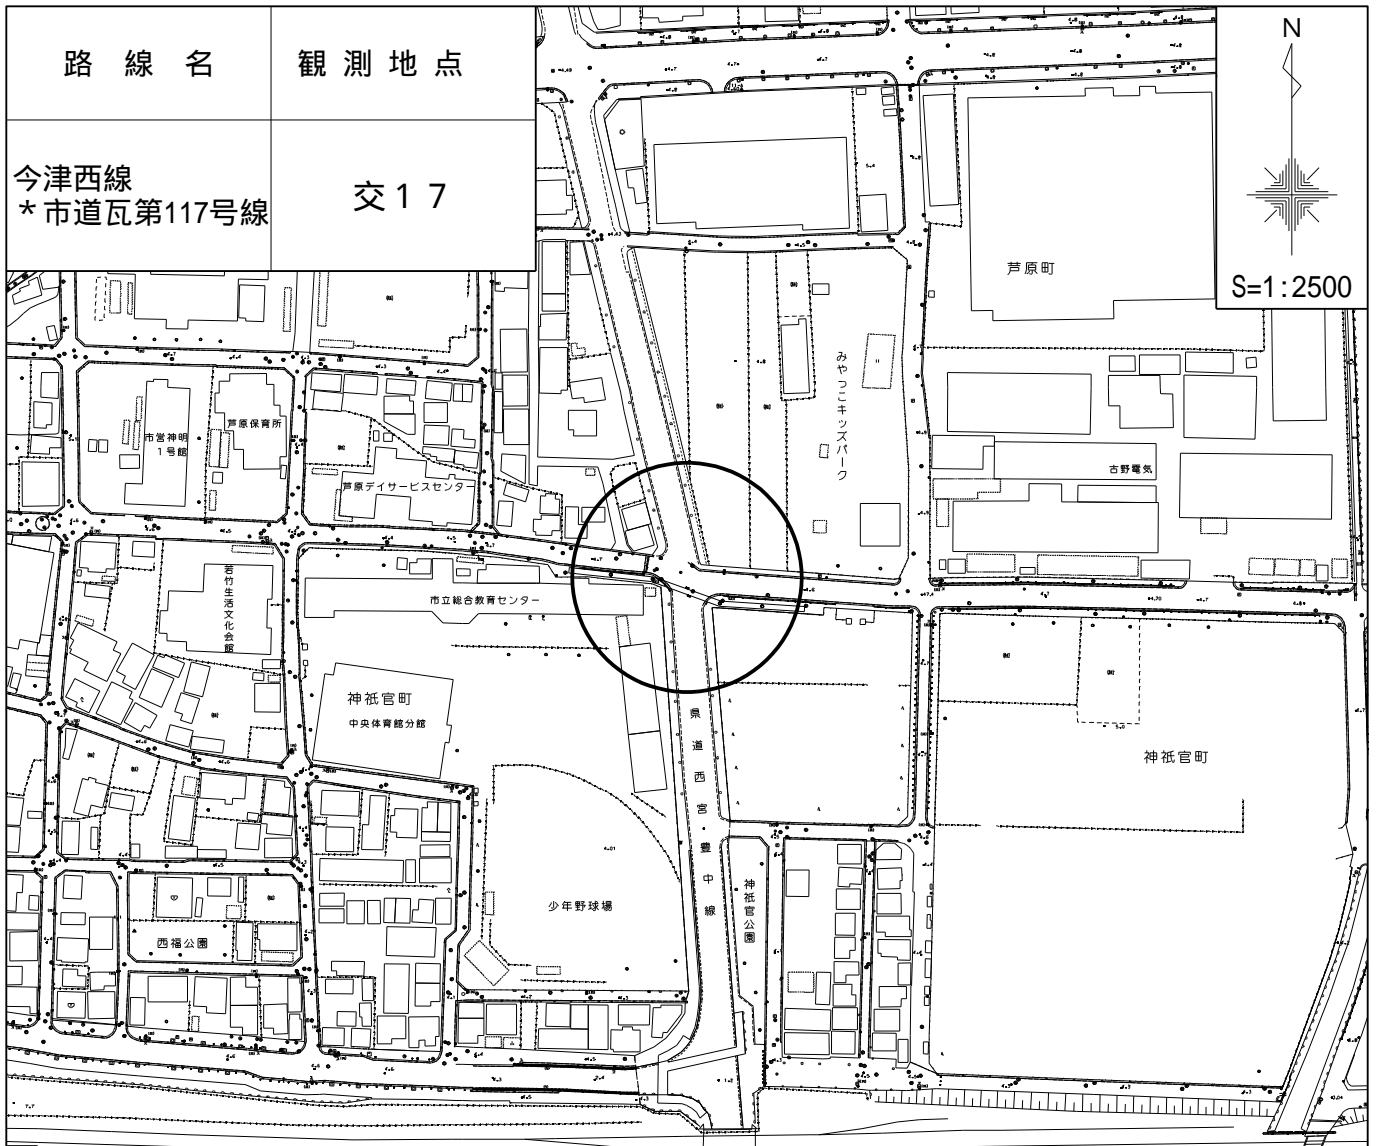 路線名
観測地点
今津西線
*市道瓦第117号線
交17
N
S=1:2500
芦原町
みやっこキッズパーク
古野電気
市営神明
1号館
芦原保育所
芦原デイサービスセンター
若竹生活文化会館
市立総合教育センター
神祇官町
中央体育館分館
県道西宮豊中線
神祇官町
少年野球場
神祇官公園
西福公園